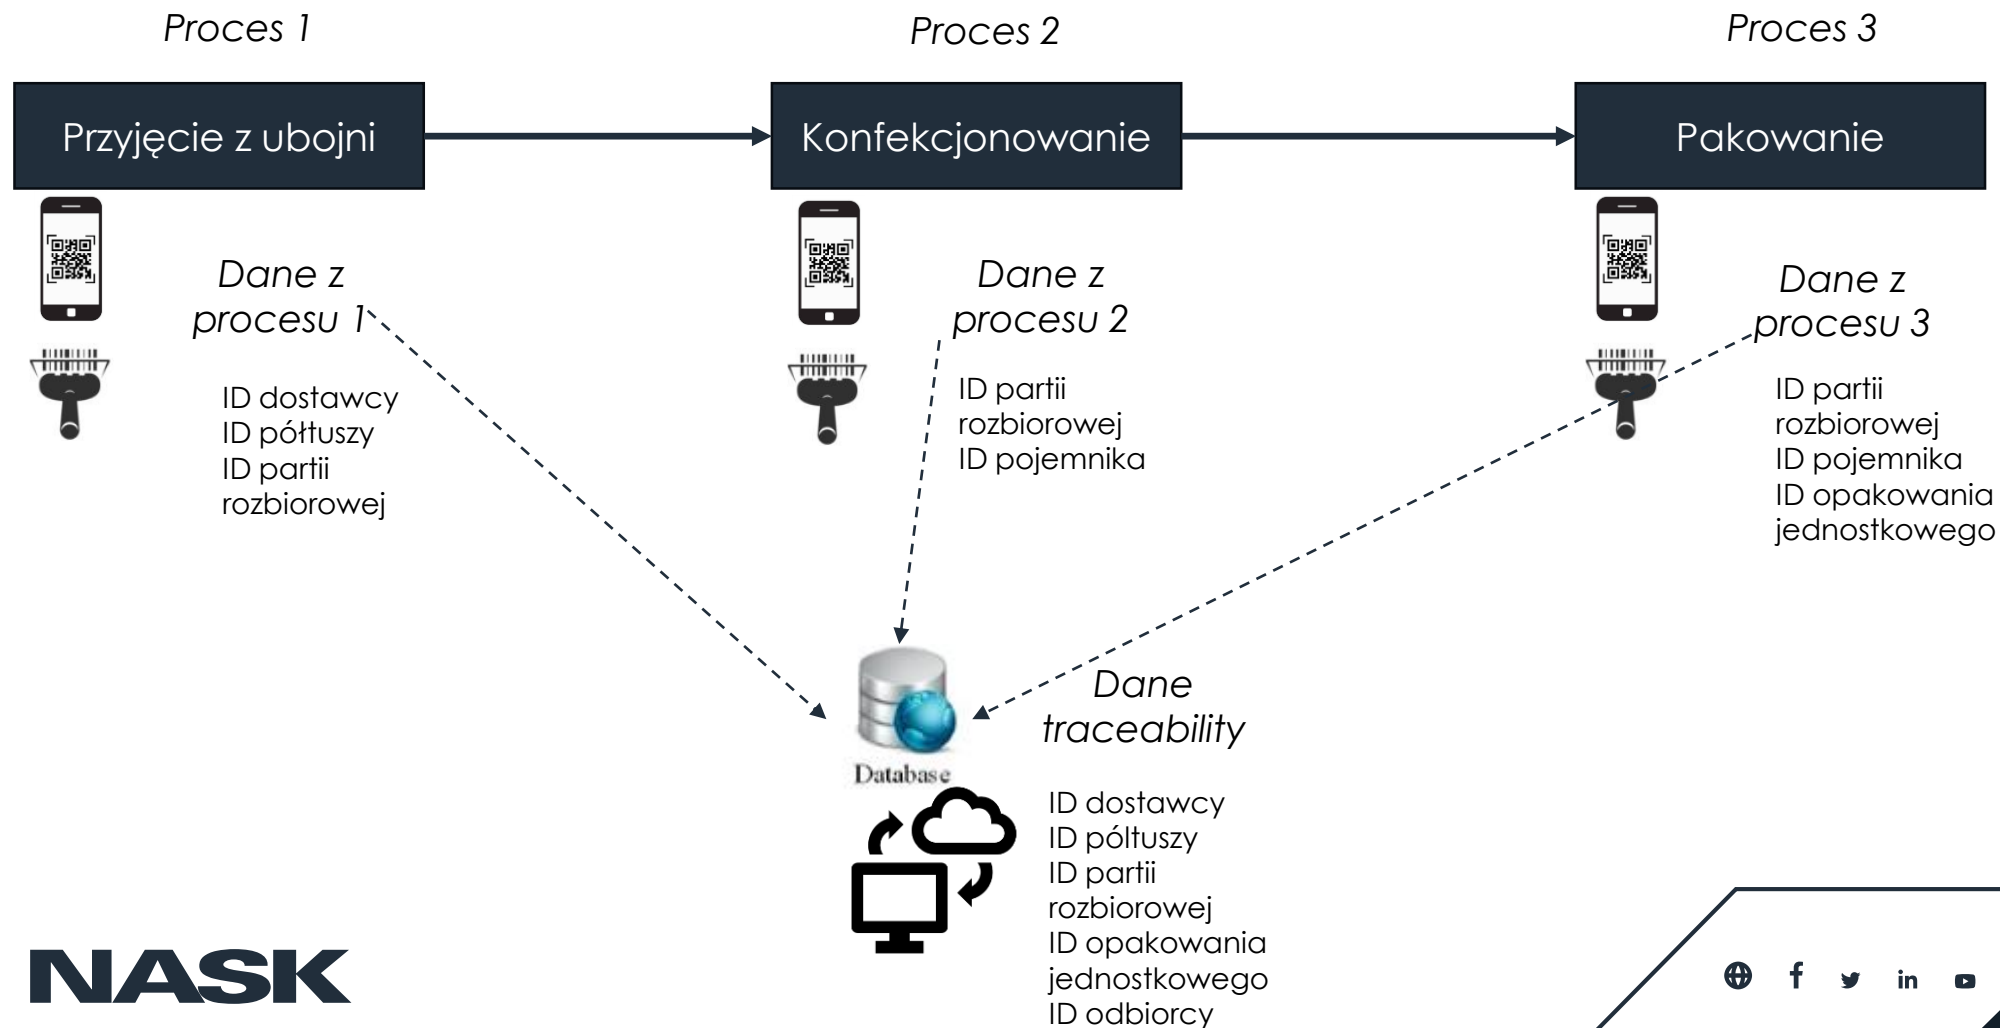 Proces 1
Proces 2
Proces 3
Przyjęcie z ubojni
Konfekcjonowanie
Pakowanie
Dane z
procesu 1
ID dostawcy
ID półtuszy
ID partii
rozbiorowej
Dane z
procesu 2
ID partii
rozbiorowej
ID pojemnika
Dane z
procesu 3
ID partii
rozbiorowej
ID pojemnika
ID opakowania
jednostkowego
Database
Dane
traceability
ID dostawcy
ID póltuszy
ID partii
rozbiorowej
ID opakowania
jednostkowego
ID odbiorcy
NASK